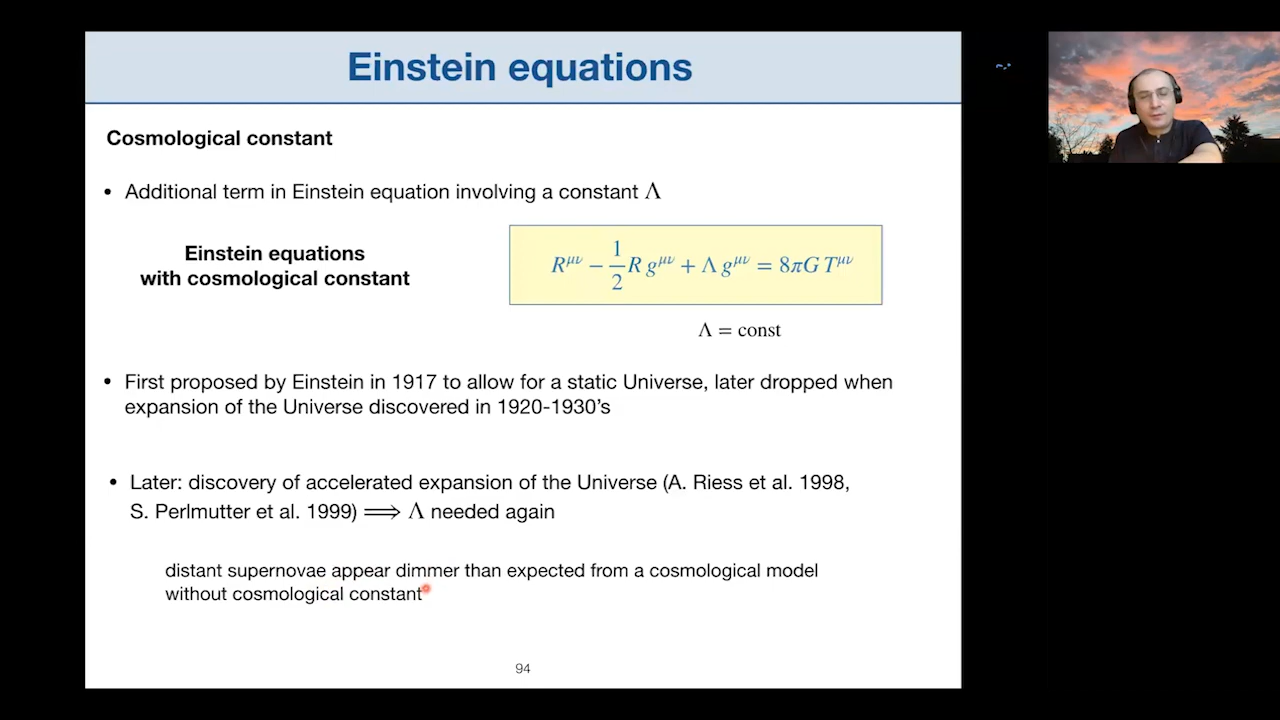 Einstein equations
Cosmological constant
• Additional term in Einstein equation involving a constant Λ
Einstein equations
with cosmological constant
R^{μν} − \frac{1}{2} R g^{μν} + Λ g^{μν} = 8πG T^{μν}
Λ = const
• First proposed by Einstein in 1917 to allow for a static Universe, later dropped when
expansion of the Universe discovered in 1920-1930’s
• Later: discovery of accelerated expansion of the Universe (A. Riess et al. 1998,
S. Perlmutter et al. 1999) ⟹ Λ needed again
distant supernovae appear dimmer than expected from a cosmological model
without cosmological constant
94